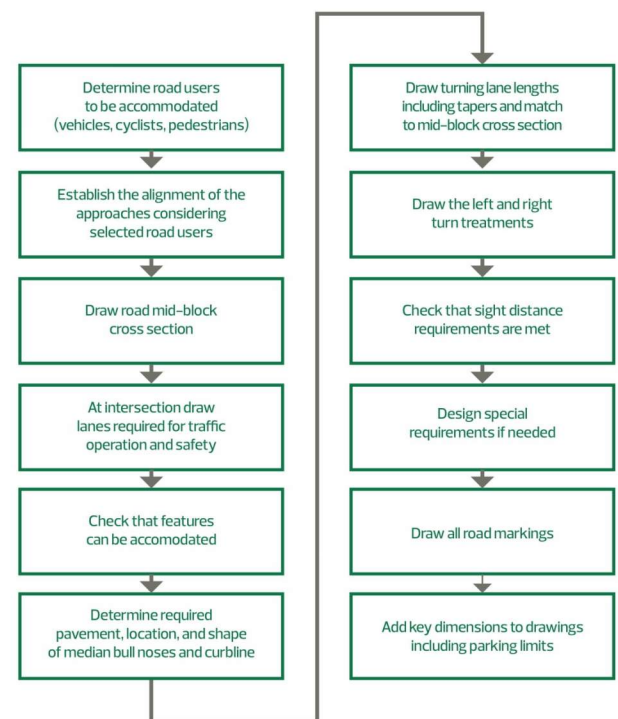 Determine road users
to be accommodated
(vehicles, cyclists, pedestrians)
Establish the alignment of the
approaches considering
selected road users
Draw road mid-block
cross section
At intersection draw
lanes required for traffic
operation and safety
Check that features
can be accomodated
Determine required
pavement, location, and shape
of median bull noses and curbline
Draw turning lane lengths
including tapers and match
to mid-block cross section
Draw the left and right
turn treatments
Check that sight distance
requirements are met
Design special
requirements if needed
Draw all road markings
Add key dimensions to drawings
including parking limits